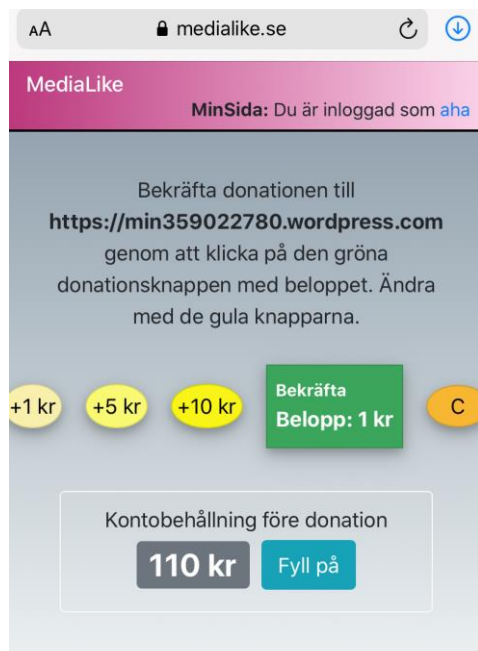 AA medialike.se
MediaLike
MinSida: Du är inloggad som aha
Bekräfta donationen till
https://min359022780.wordpress.com
genom att klicka på den gröna
donationsknappen med beloppet. Ändra
med de gula knapparna.
+1 kr +5 kr +10 kr Bekräfta C
Belopp: 1 kr
Kontobehållning före donation
110 kr Fyll på